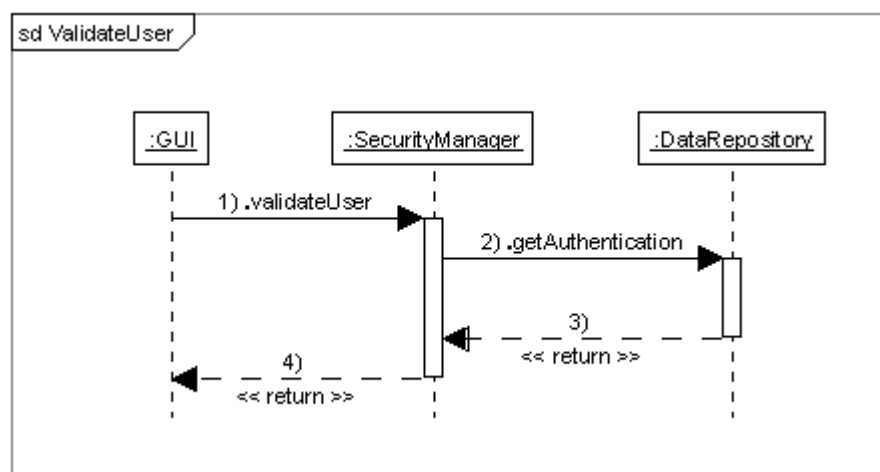 sd ValidateUser
:GUI
:SecurityManager
:DataRepository
1) .validateUser
2) .getAuthentication
3)
<< return >>
4)
<< return >>